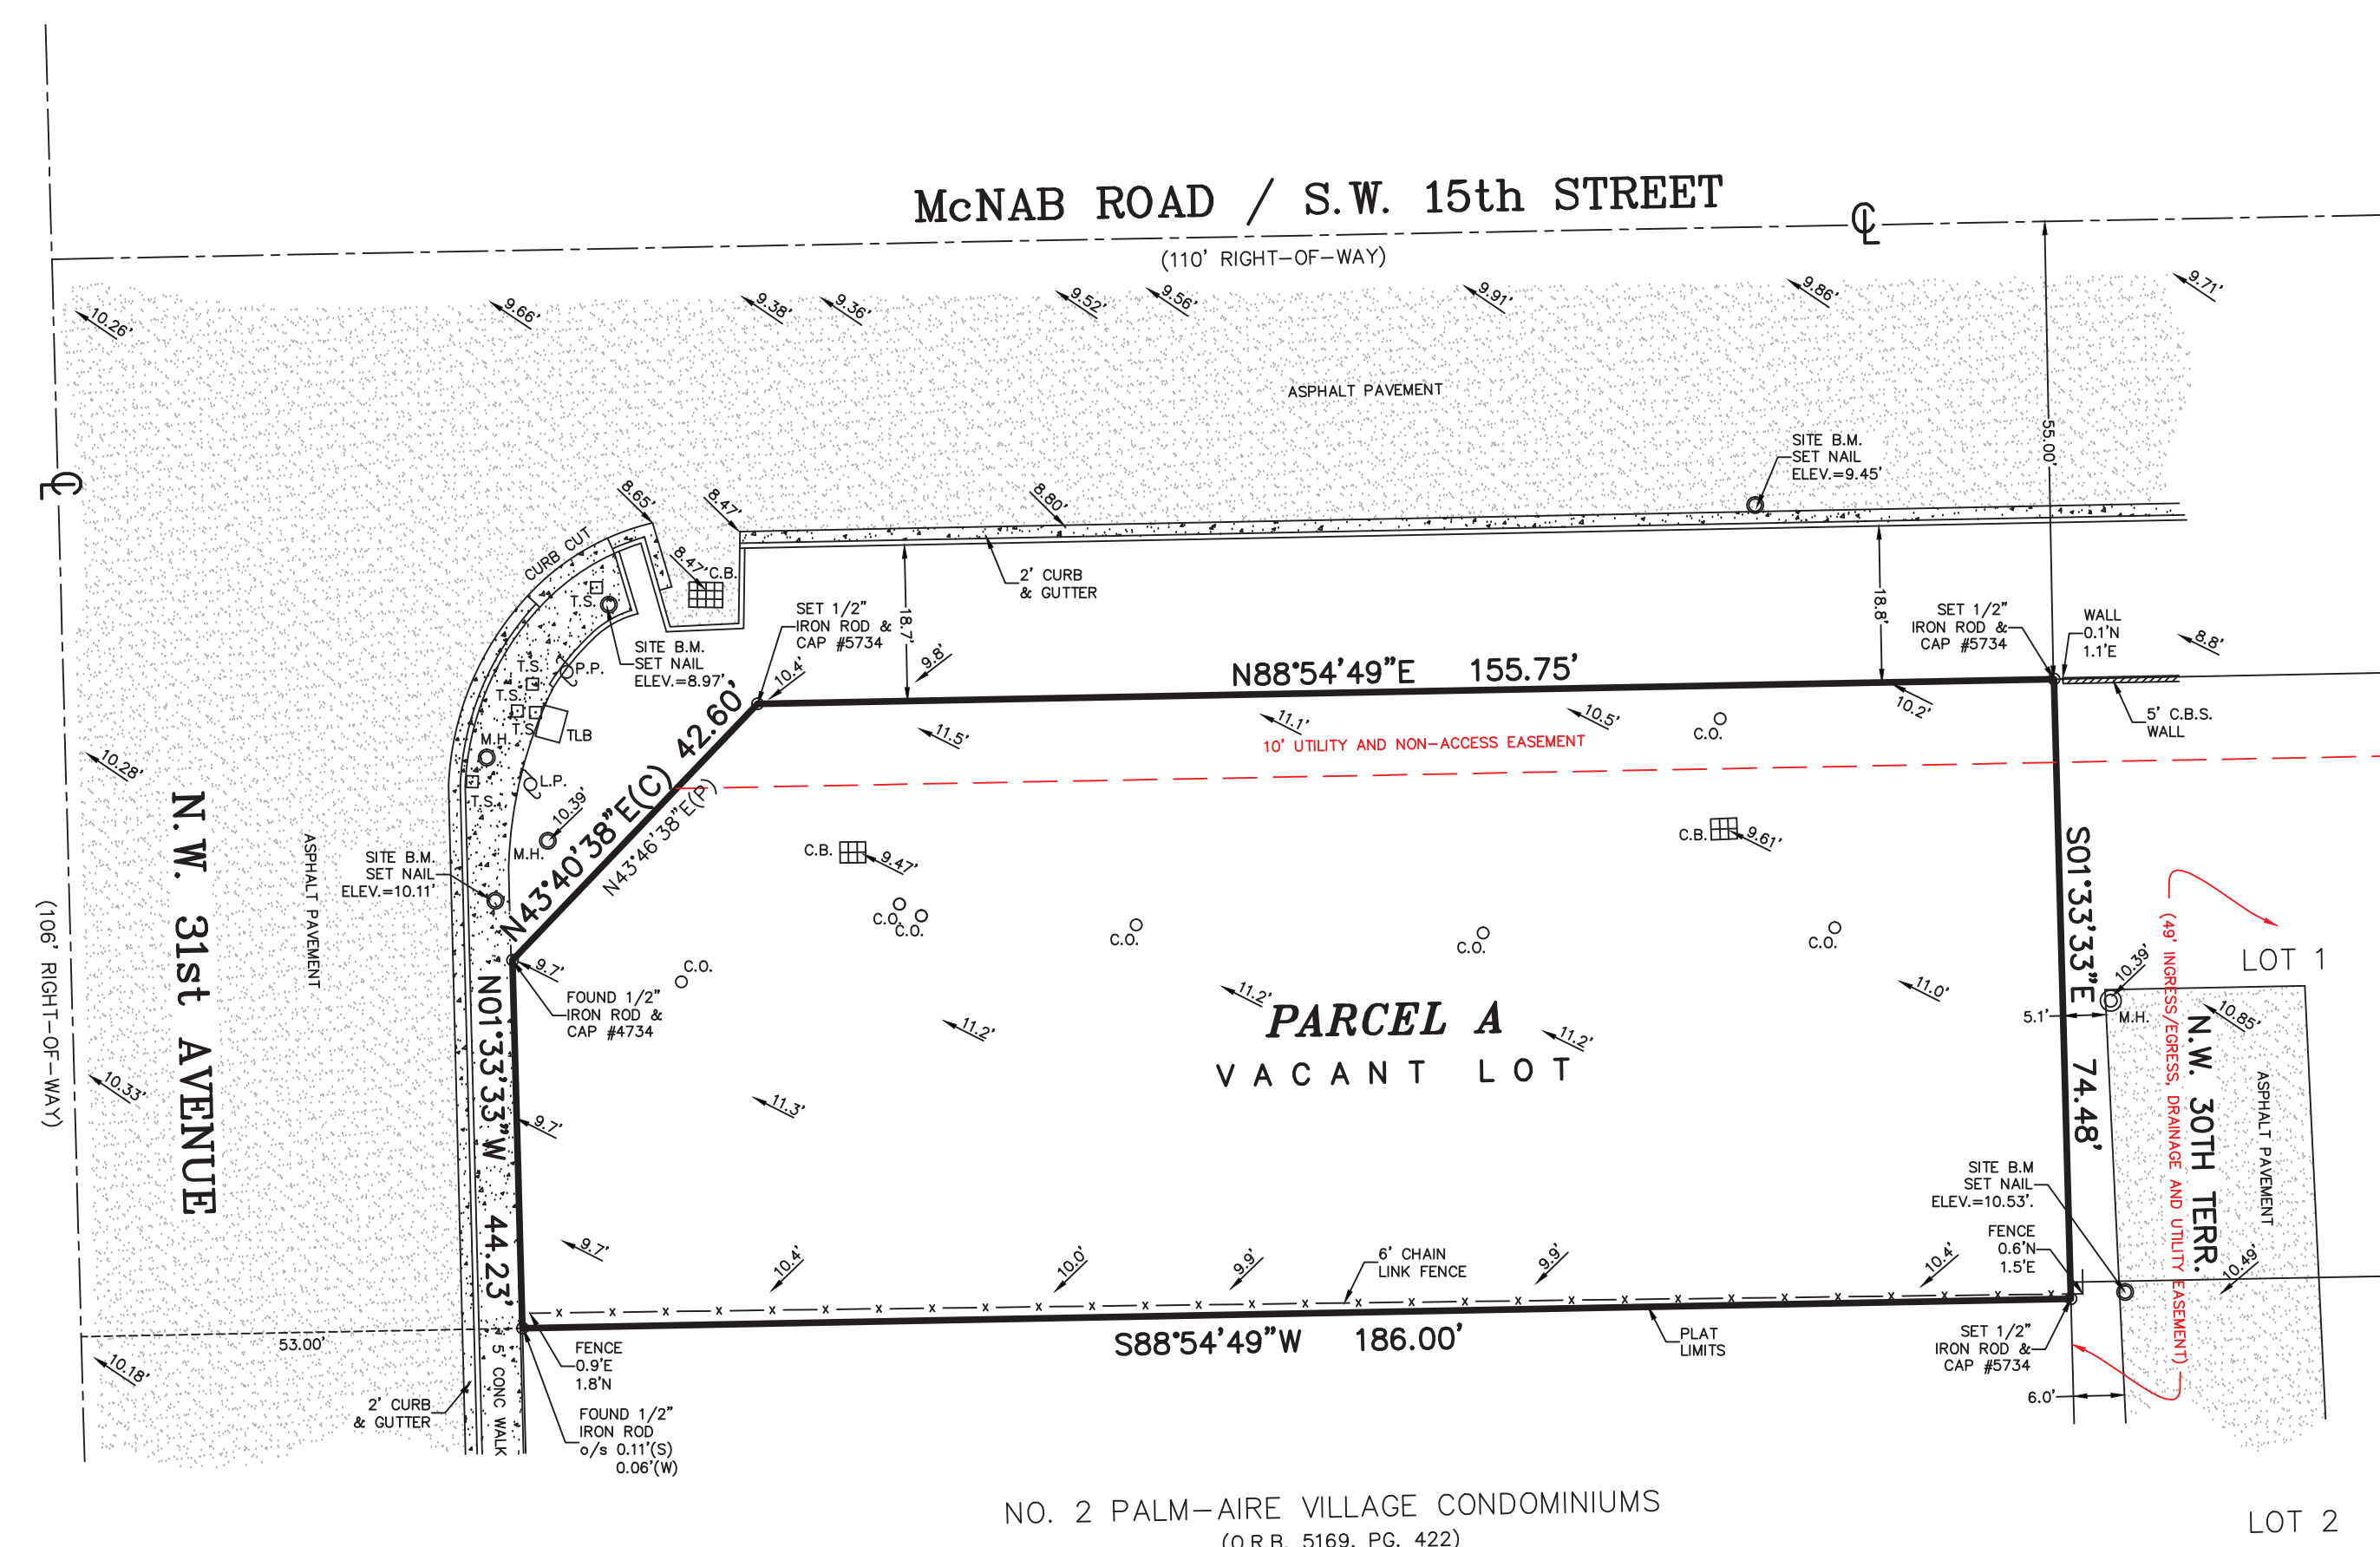 McNAB ROAD / S.W. 15th STREET
(110' RIGHT-OF-WAY)
10.26'
9.66'
9.38'
9.36'
9.52'
9.56'
9.91'
9.86'
9.71'
ASPHALT PAVEMENT
SITE B.M.
SET NAIL
ELEV.=9.45'
55.00'
8.65'
8.47'
8.80'
CURB CUT
8.47'
C.B.
T.S.
2' CURB
& GUTTER
18.7'
18.8'
SET 1/2"
IRON ROD &
CAP #5734
SET 1/2"
IRON ROD &
CAP #5734
WALL
0.1'N
1.1'E
8.8'
SITE B.M.
SET NAIL
ELEV.=8.97'
10.4'
9.8'
T.S.
P.P.
T.S.
T.S.
TLB
M.H.
L.P.
T.S.
N88°54'49"E 155.75'
5' C.B.S.
WALL
11.5'
11.1'
10.5'
10.2'
C.O.
10' UTILITY AND NON-ACCESS EASEMENT
N43°40'38"E(C) 42.60'
N43°46'38"E(P)
10.28'
10.39'
M.H.
SITE B.M.
SET NAIL
ELEV.=10.11'
C.B.
9.47'
C.B.
9.61'
C.O.
C.O.
C.O.
C.O.
C.O.
C.O.
N.W. 31st AVENUE
(106' RIGHT-OF-WAY)
ASPHALT PAVEMENT
9.7'
FOUND 1/2"
IRON ROD &
CAP #4734
N01°33'33"W 44.23'
S01°33'33"E 74.48'
LOT 1
10.39'
M.H.
5.1'
10.85'
(49' INGRESS/EGRESS, DRAINAGE AND UTILITY EASEMENT)
N.W. 30TH TERR.
ASPHALT PAVEMENT
11.2'
11.2'
11.2'
11.0'
PARCEL A
VACANT LOT
10.33'
9.7'
11.3'
9.7'
10.4'
10.0'
9.9'
6' CHAIN
LINK FENCE
9.9'
10.4'
SITE B.M
SET NAIL
ELEV.=10.53'.
FENCE
0.6'N
1.5'E
10.49'
53.00'
10.18'
FENCE
0.9'E
1.8'N
S88°54'49"W 186.00'
PLAT
LIMITS
SET 1/2"
IRON ROD &
CAP #5734
6.0'
2' CURB
& GUTTER
5' CONC WALK
FOUND 1/2"
IRON ROD
o/s 0.11'(S)
0.06'(W)
NO. 2 PALM-AIRE VILLAGE CONDOMINIUMS
(O.R.B. 5169, PG. 422)
LOT 2